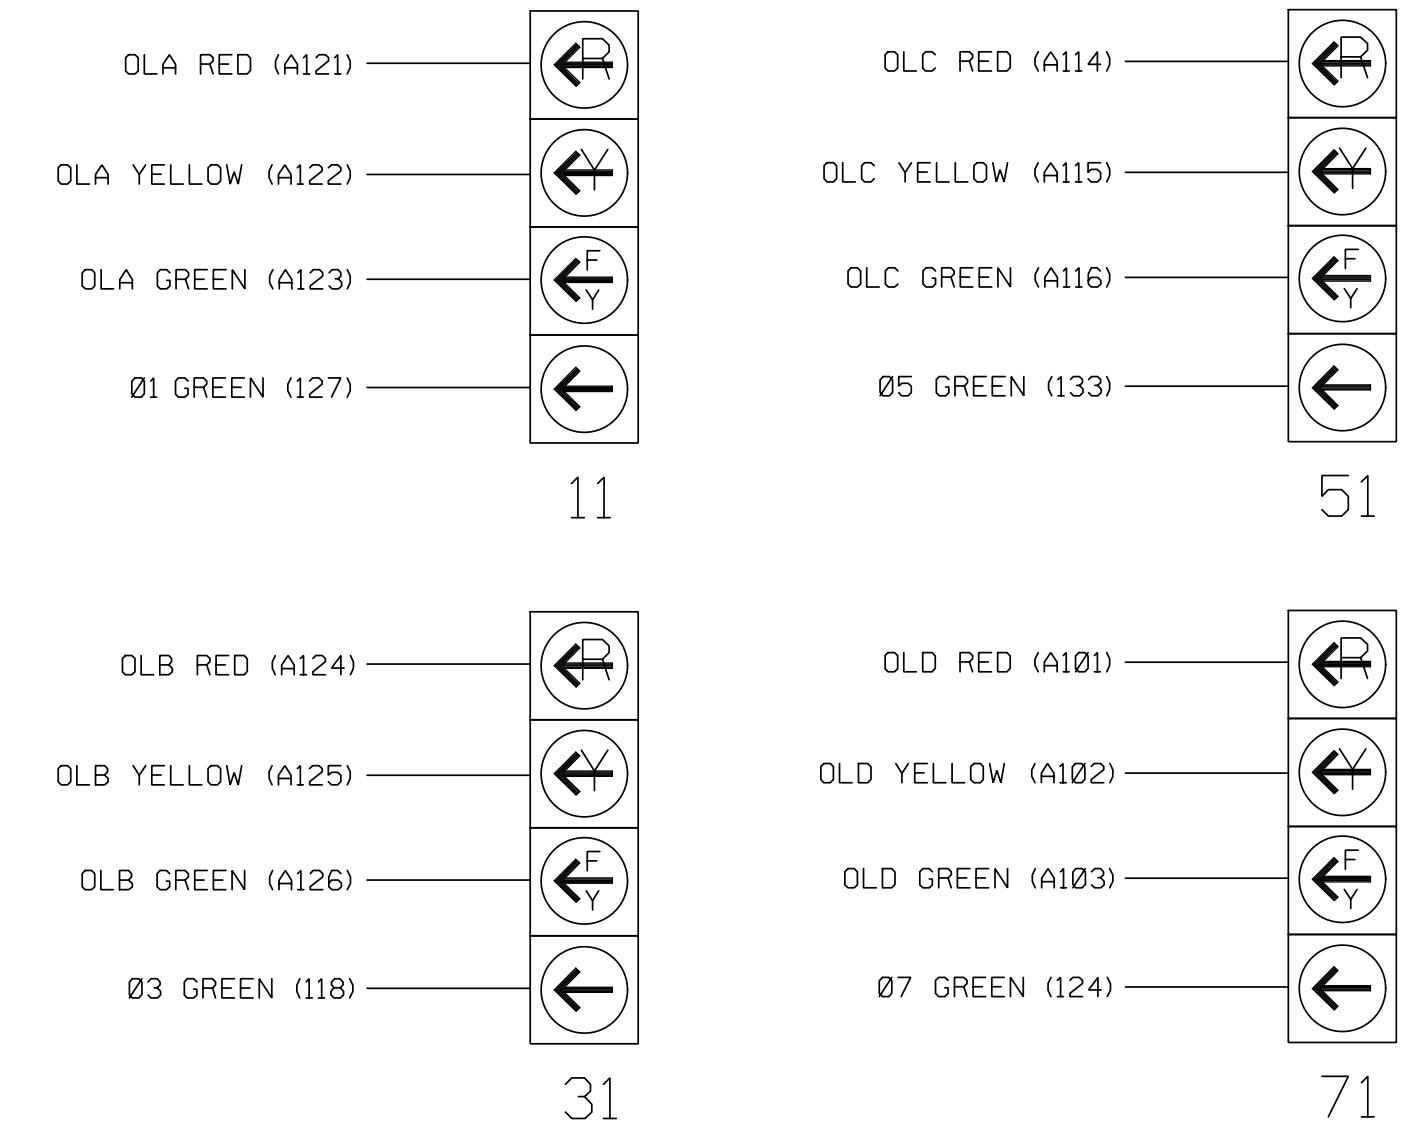 OLA RED (A121)
R
OLA YELLOW (A122)
Y
OLA GREEN (A123)
F
Y
Ø1 GREEN (127)
11
OLC RED (A114)
R
OLC YELLOW (A115)
Y
OLC GREEN (A116)
F
Y
Ø5 GREEN (133)
51
OLB RED (A124)
R
OLB YELLOW (A125)
Y
OLB GREEN (A126)
F
Y
Ø3 GREEN (118)
31
OLD RED (A1Ø1)
R
OLD YELLOW (A1Ø2)
Y
OLD GREEN (A1Ø3)
F
Y
Ø7 GREEN (124)
71